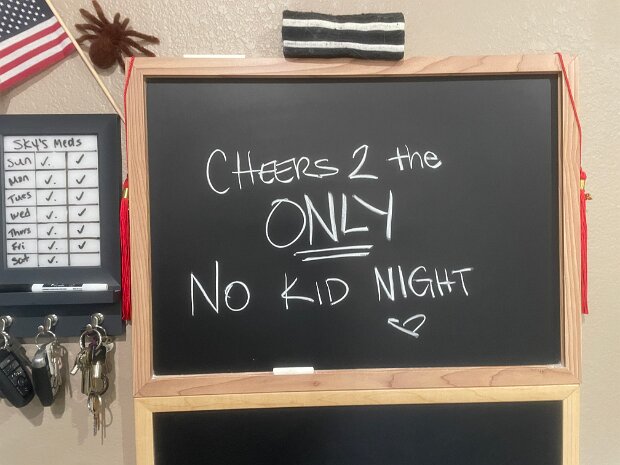 SKY'S MEDS
SUN ✓. ✓
MON ✓. ✓
TUES ✓. ✓
WED ✓. ✓
THURS ✓. ✓
FRI ✓. ✓
SAT ✓.
CHEERS 2 the
ONLY
NO KID NIGHT